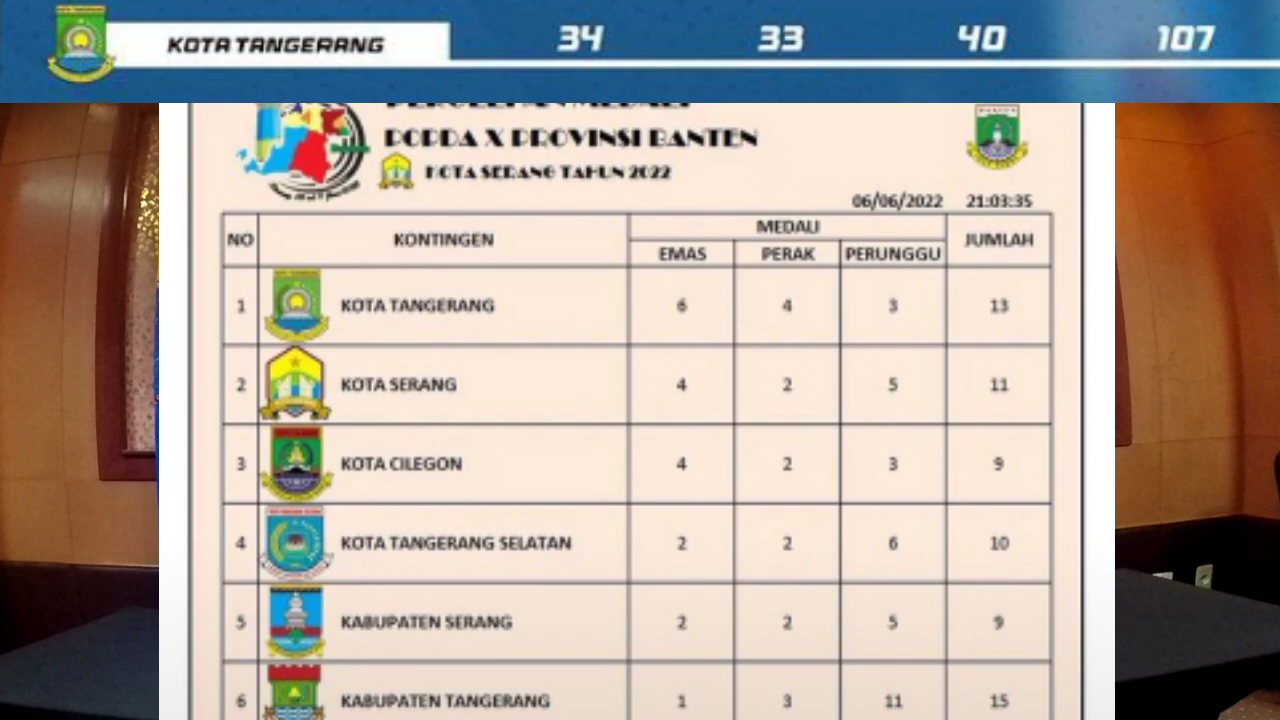 KOTA TANGERANG 34 33 40 107
PEROLEHAN MEDALI
POPDA X PROVINSI BANTEN
KOTA SERANG TAHUN 2022
06/06/2022 21:03:35
NO KONTINGEN MEDALI JUMLAH
EMAS PERAK PERUNGGU
1 KOTA TANGERANG 6 4 3 13
2 KOTA SERANG 4 2 5 11
3 KOTA CILEGON 4 2 3 9
4 KOTA TANGERANG SELATAN 2 2 6 10
5 KABUPATEN SERANG 2 2 5 9
6 KABUPATEN TANGERANG 1 3 11 15